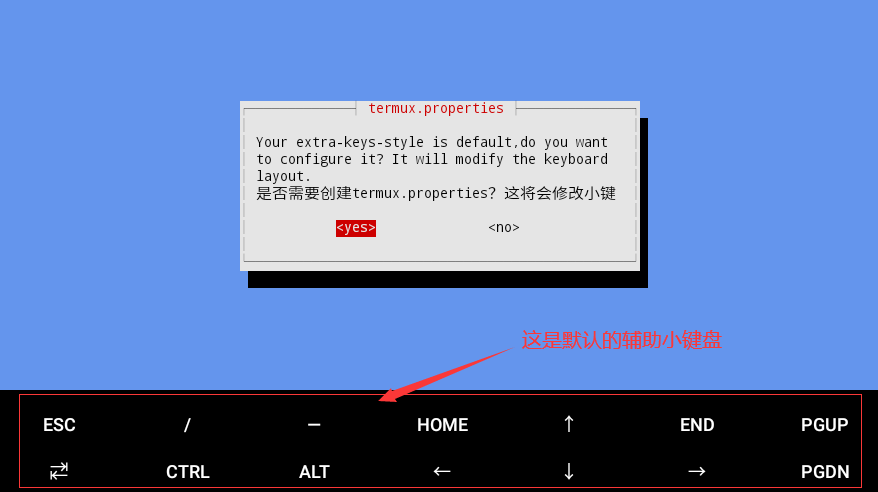 termux.properties
Your extra-keys-style is default,do you want
to configure it? It will modify the keyboard
layout.
是否需要创建termux.properties？这将会修改小键
<yes> <no>
这是默认的辅助小键盘
ESC / — HOME ↑ END PGUP
⇄ CTRL ALT ← ↓ → PGDN